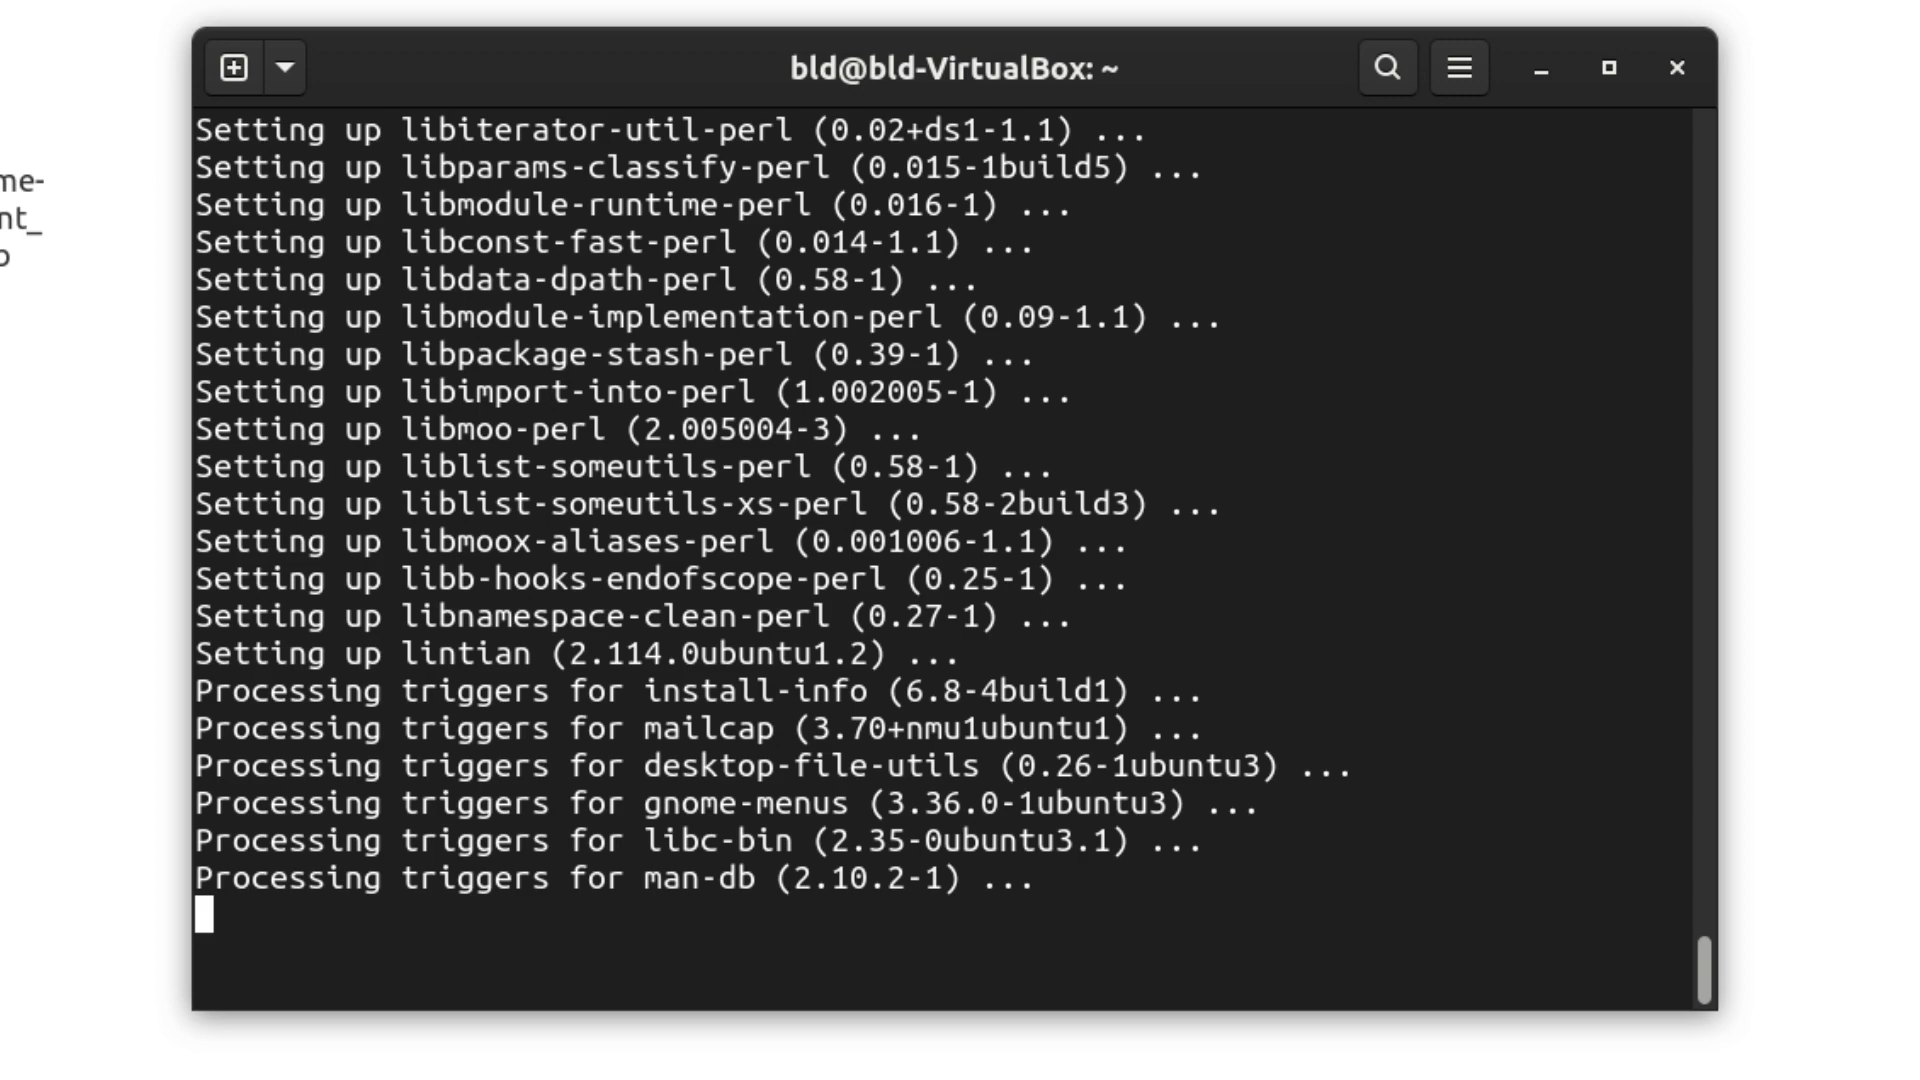 bld@bld-VirtualBox: ~
me-
nt_
Setting up libiterator-util-perl (0.02+ds1-1.1) ...
Setting up libparams-classify-perl (0.015-1build5) ...
Setting up libmodule-runtime-perl (0.016-1) ...
Setting up libconst-fast-perl (0.014-1.1) ...
Setting up libdata-dpath-perl (0.58-1) ...
Setting up libmodule-implementation-perl (0.09-1.1) ...
Setting up libpackage-stash-perl (0.39-1) ...
Setting up libimport-into-perl (1.002005-1) ...
Setting up libmoo-perl (2.005004-3) ...
Setting up liblist-someutils-perl (0.58-1) ...
Setting up liblist-someutils-xs-perl (0.58-2build3) ...
Setting up libmoox-aliases-perl (0.001006-1.1) ...
Setting up libb-hooks-endofscope-perl (0.25-1) ...
Setting up libnamespace-clean-perl (0.27-1) ...
Setting up lintian (2.114.0ubuntu1.2) ...
Processing triggers for install-info (6.8-4build1) ...
Processing triggers for mailcap (3.70+nmu1ubuntu1) ...
Processing triggers for desktop-file-utils (0.26-1ubuntu3) ...
Processing triggers for gnome-menus (3.36.0-1ubuntu3) ...
Processing triggers for libc-bin (2.35-0ubuntu3.1) ...
Processing triggers for man-db (2.10.2-1) ...